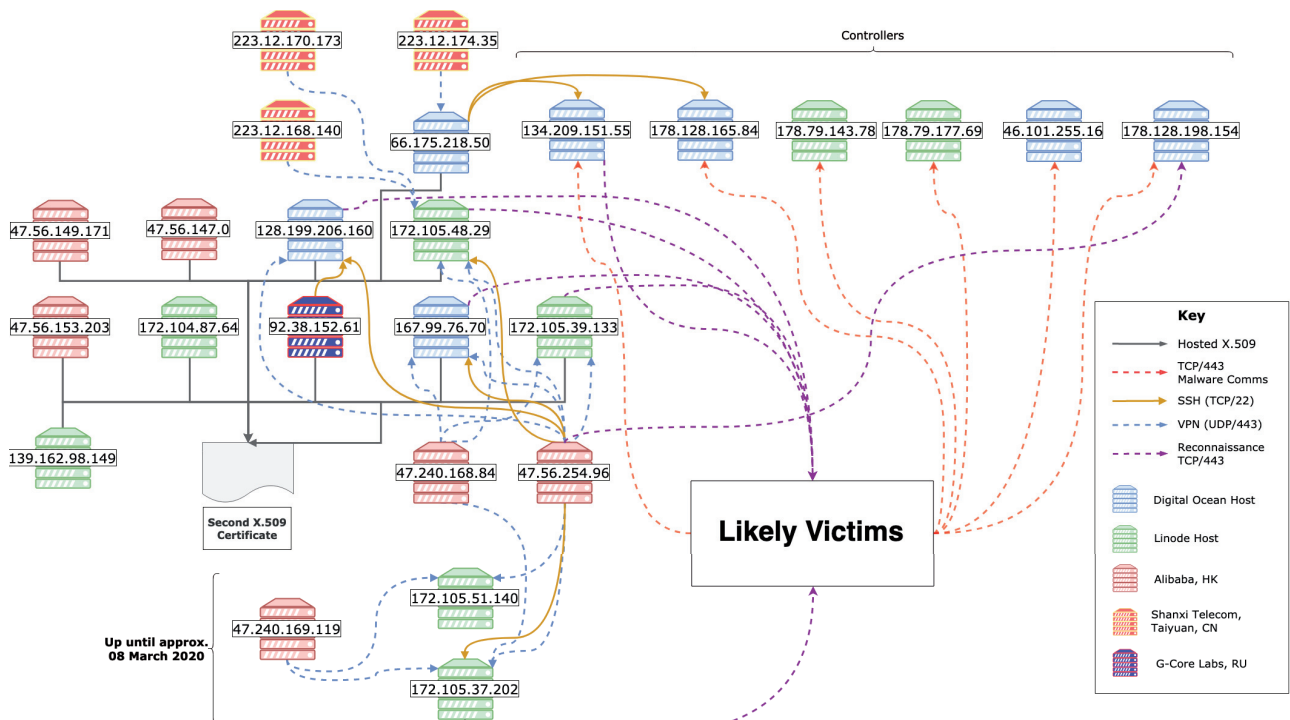 223.12.170.173
223.12.174.35
Controllers
223.12.168.140
66.175.218.50
134.209.151.55
178.128.165.84
178.79.143.78
178.79.177.69
46.101.255.16
178.128.198.154
47.56.149.171
47.56.147.0
128.199.206.160
172.105.48.29
47.56.153.203
172.104.87.64
92.38.152.61
167.99.76.70
172.105.39.133
139.162.98.149
47.240.168.84
47.56.254.96
Second X.509
Certificate
Likely Victims
172.105.51.140
47.240.169.119
Up until approx.
08 March 2020
172.105.37.202
Key
Hosted X.509
TCP/443
Malware Comms
SSH (TCP/22)
VPN (UDP/443)
Reconnaissance
TCP/443
Digital Ocean Host
Linode Host
Alibaba, HK
Shanxi Telecom,
Taiyuan, CN
G-Core Labs, RU